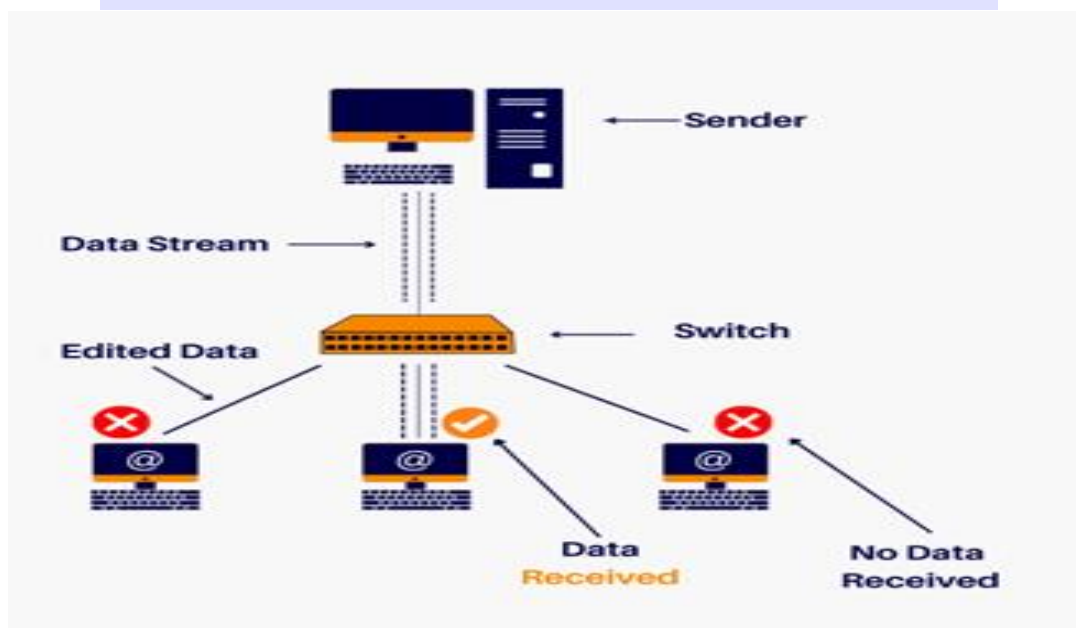 Sender
Data Stream
Switch
Edited Data
@
@
@
Data
Received
No Data
Received